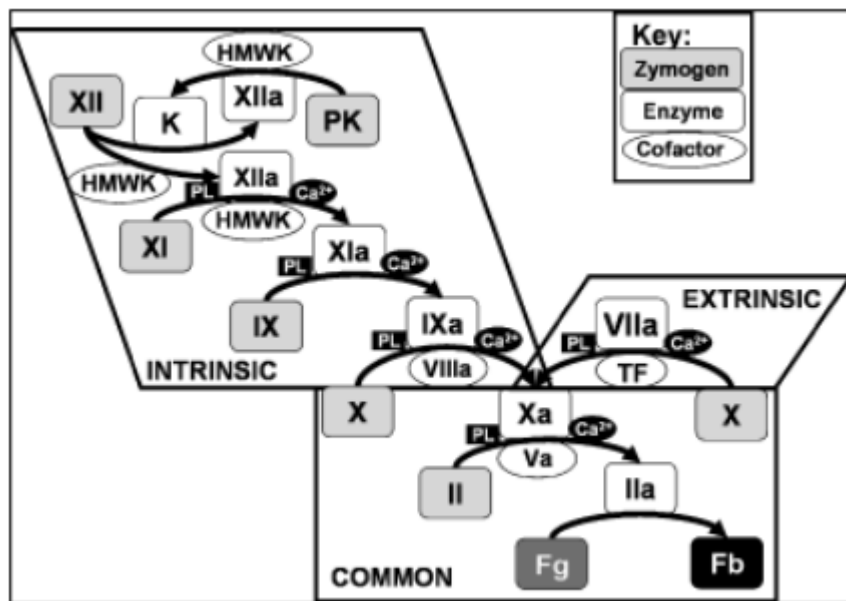 HMWK
Key:
Zymogen
XII
XIIa
PK
K
Enzyme
Cofactor
HMWK
XIIa
PL
Ca²⁺
HMWK
XI
XIa
PL
Ca²⁺
EXTRINSIC
IX
IXa
VIIa
PL
Ca²⁺
PL
Ca²⁺
INTRINSIC
VIIIa
TF
X
Xa
X
PL
Ca²⁺
Va
II
IIa
COMMON
Fg
Fb